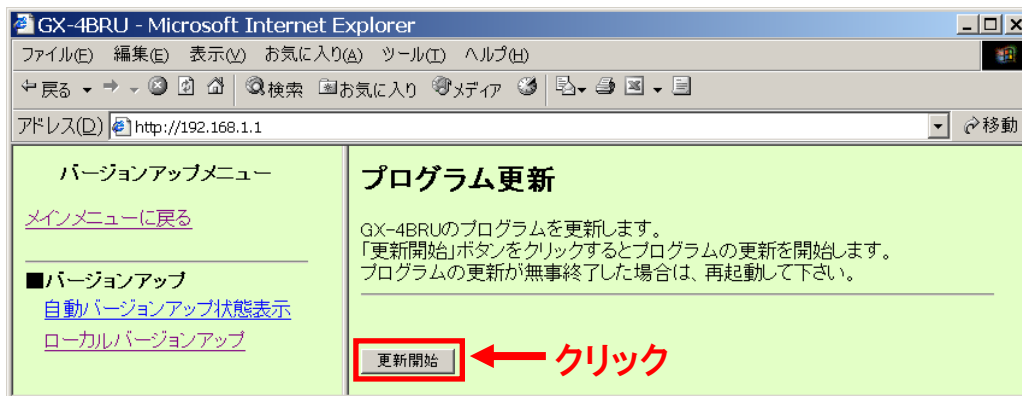 GX-4BRU - Microsoft Internet Explorer
ファイル(F) 編集(E) 表示(V) お気に入り(A) ツール(T) ヘルプ(H)
戻る 検索 お気に入り メディア
アドレス(D) http://192.168.1.1 移動
バージョンアップメニュー
メインメニューに戻る
■バージョンアップ
自動バージョンアップ状態表示
ローカルバージョンアップ
プログラム更新
GX-4BRUのプログラムを更新します。
「更新開始」ボタンをクリックするとプログラムの更新を開始します。
プログラムの更新が無事終了した場合は、再起動して下さい。
更新開始 クリック